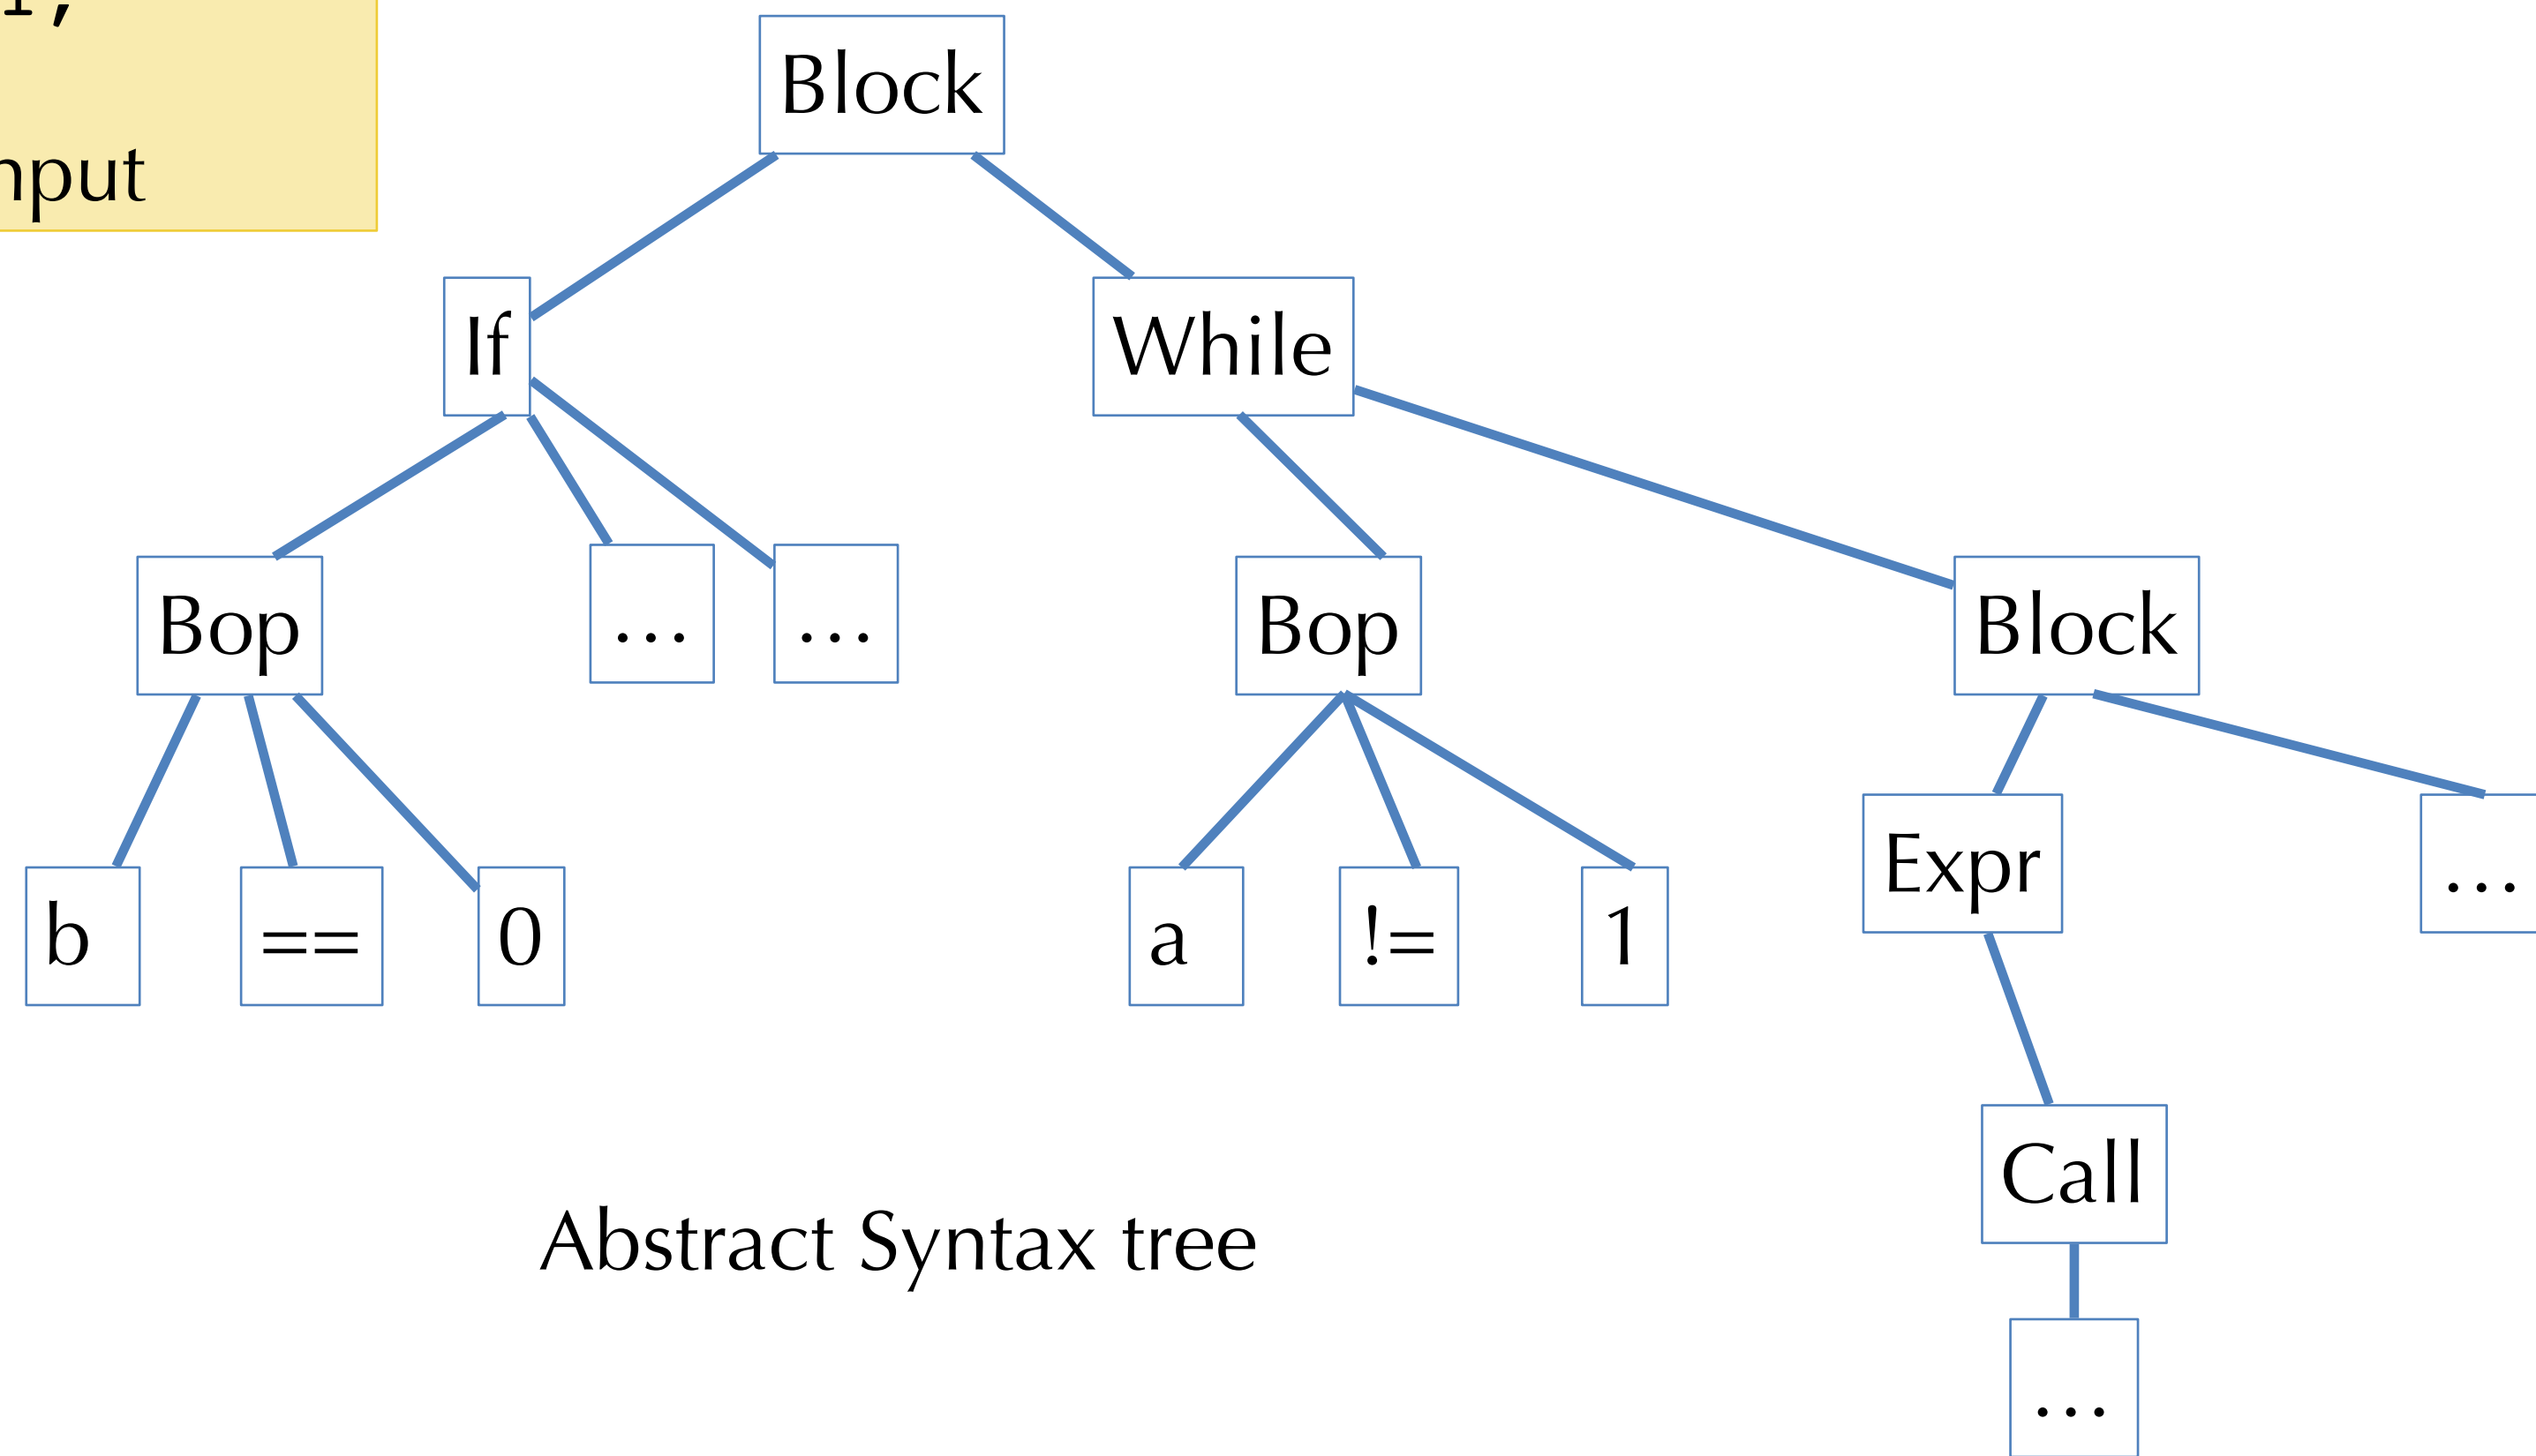 Block
If
While
Bop
…
…
Bop
Block
b
==
0
a
!=
1
Expr
…
Call
…
Abstract Syntax tree